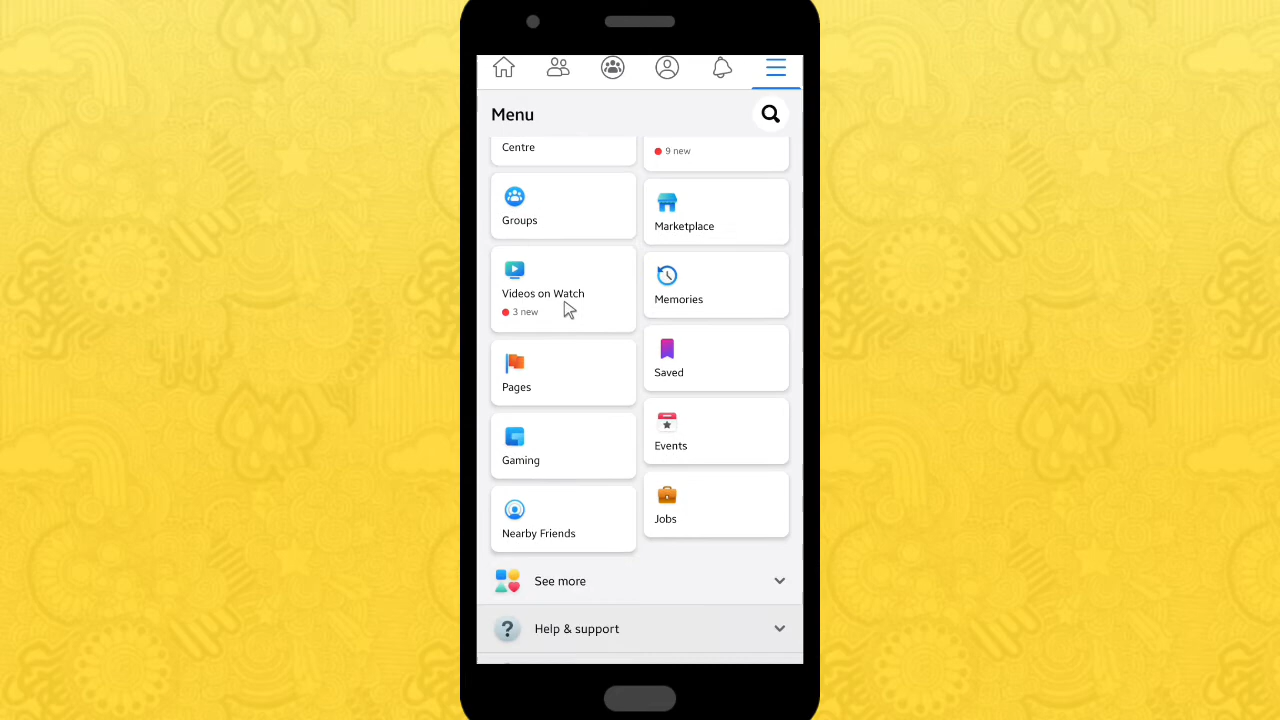 Menu
Centre
9 new
Groups
Marketplace
Videos on Watch
3 new
Memories
Pages
Saved
Gaming
Events
Nearby Friends
Jobs
See more
?
Help & support